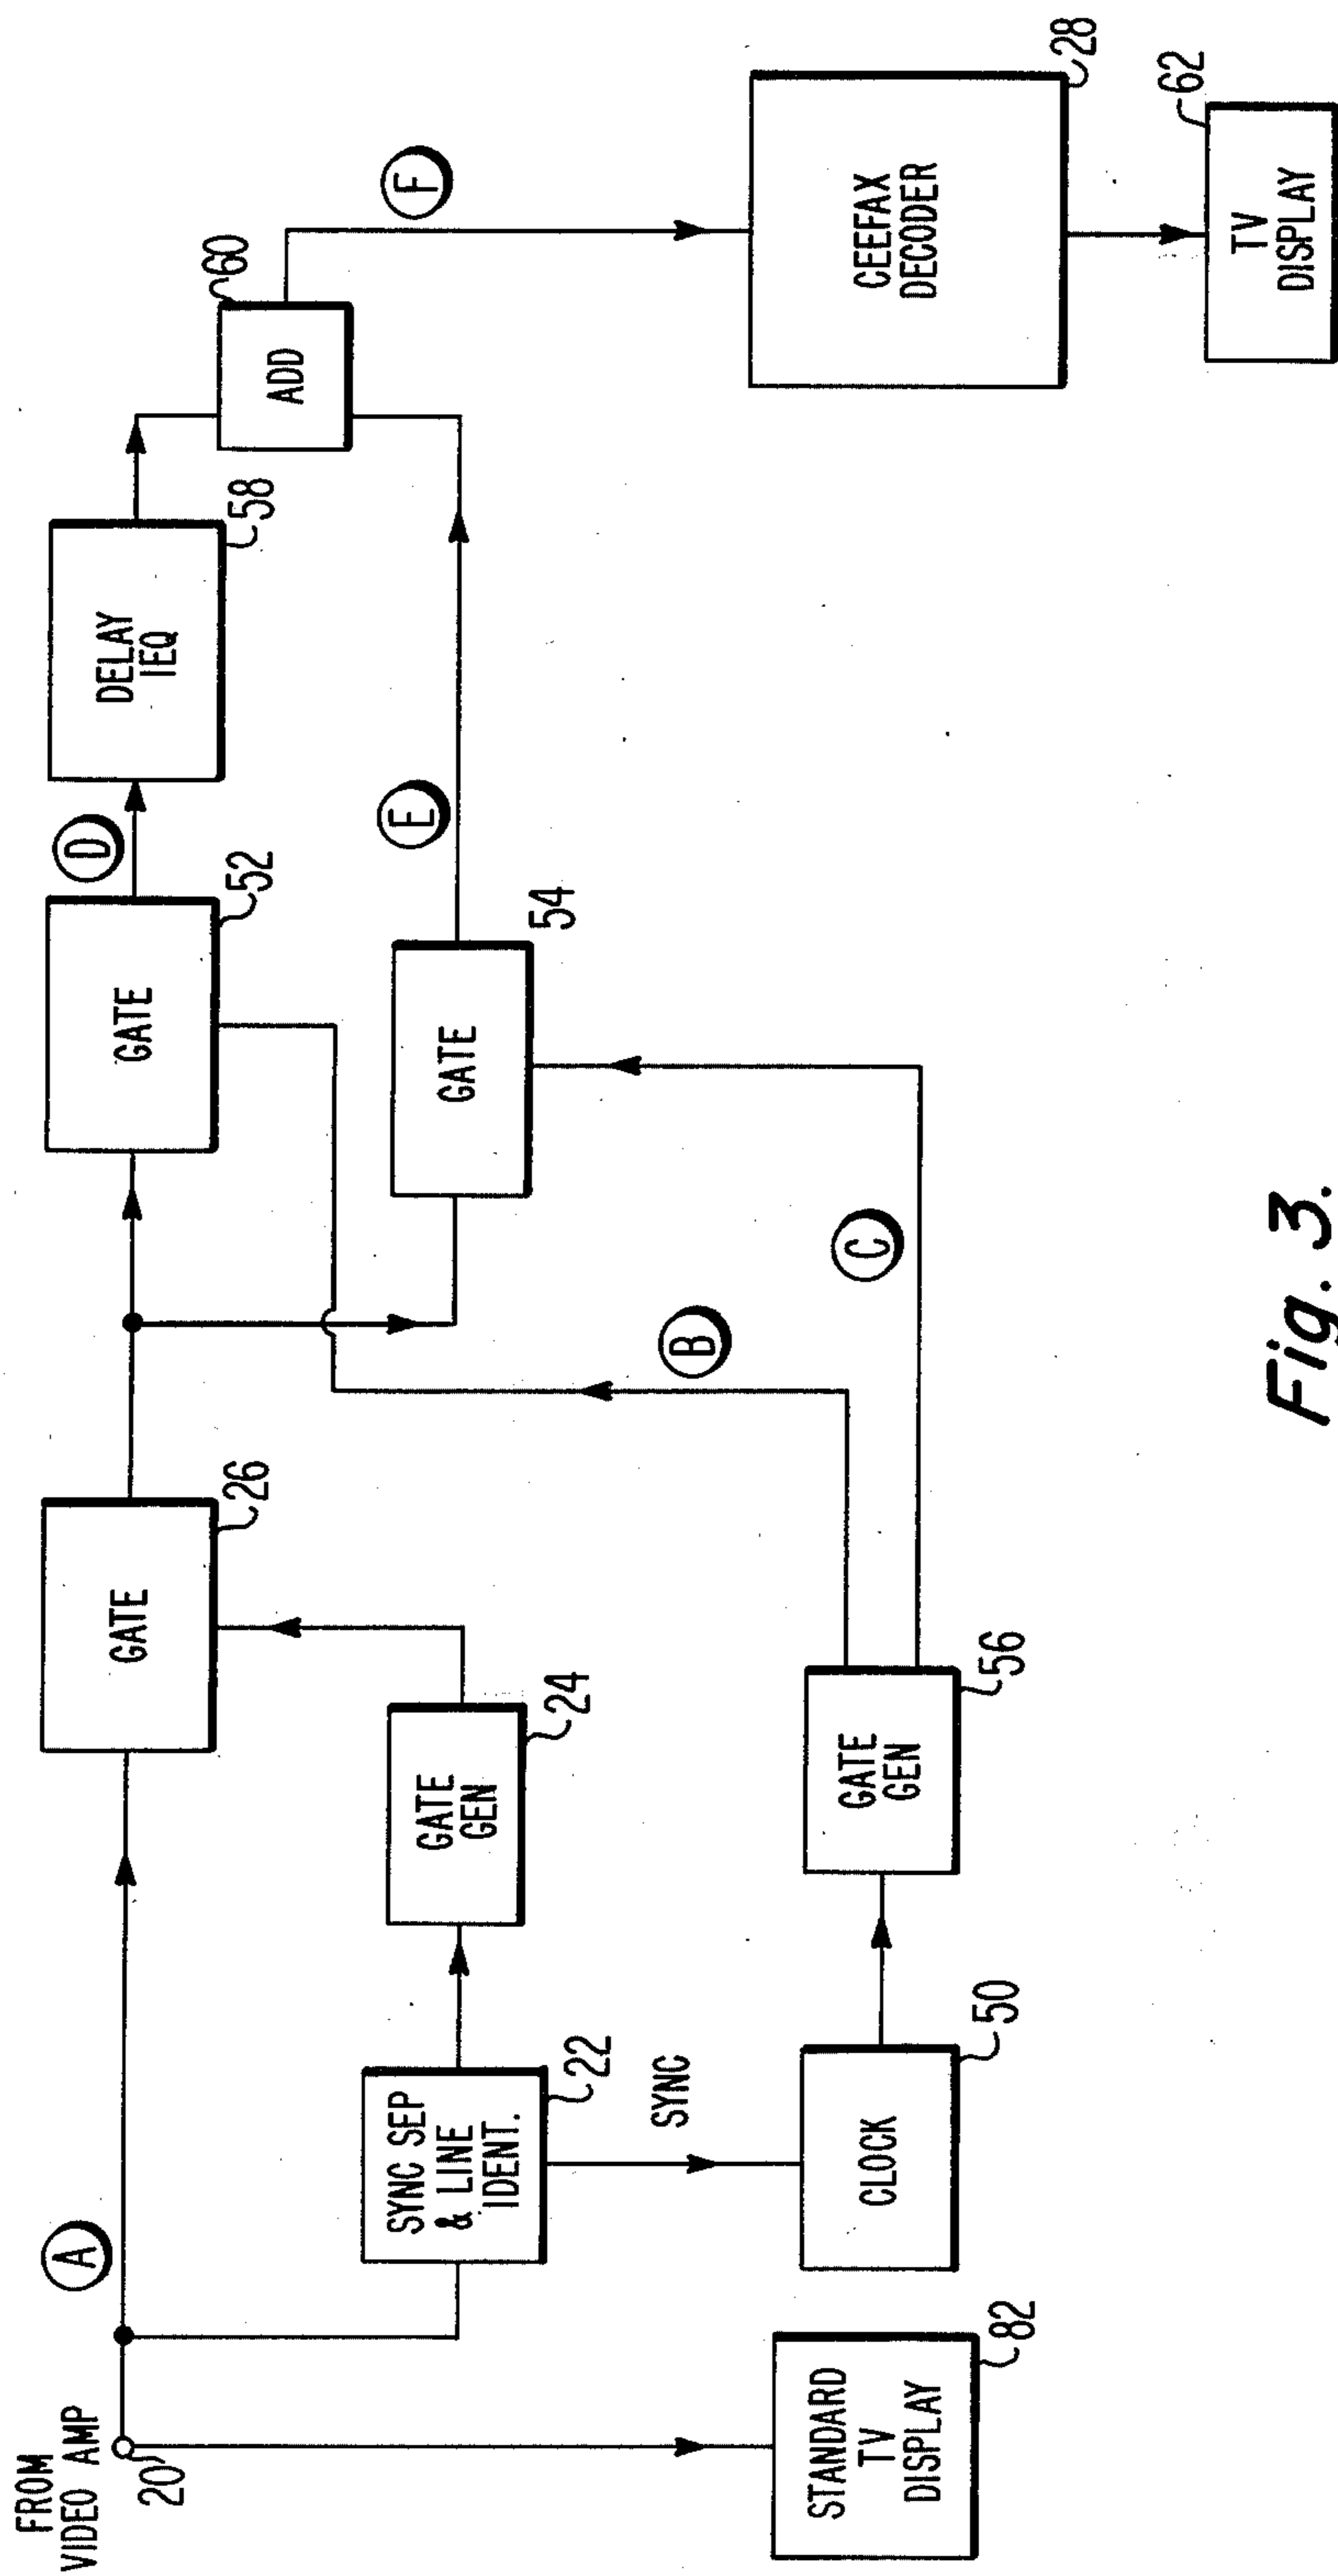 FROM
VIDEO AMP
20
A
GATE
26
GATE
52
D
DELAY
IEQ
58
ADD
60
F
SYNC SEP
& LINE
IDENT.
22
GATE
GEN
24
GATE
54
E
SYNC
B
C
STANDARD
TV
DISPLAY
82
CLOCK
50
GATE
GEN
56
CEEFAX
DECODER
28
TV
DISPLAY
62
Fig. 3.